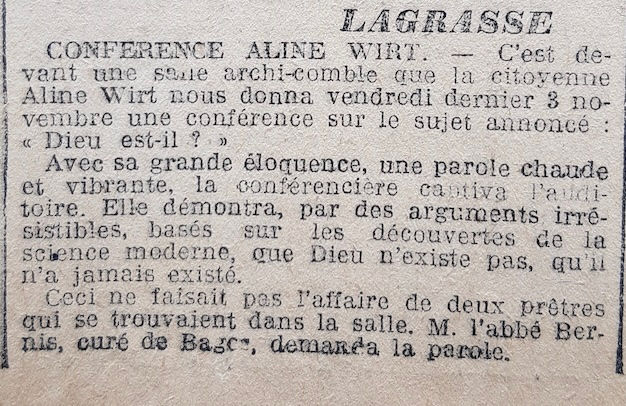 LAGRASSE
CONFERENCE ALINE WIRT. — C'est de-
vant une salle archi-comble que la citoyenne
Aline Wirt nous donna vendredi dernier 3 no-
vembre une conférence sur le sujet annoncé :
« Dieu est-il ? »
Avec sa grande éloquence, une parole chaude
et vibrante, la conférencière captiva l'audi-
toire. Elle démontra, par des arguments irré-
sistibles, basés sur les découvertes de la
science moderne, que Dieu n'existe pas, qu'il
n'a jamais existé.
Ceci ne faisait pas l'affaire de deux prêtres
qui se trouvaient dans la salle. M. l'abbé Ber-
nis, curé de Bages, demanda la parole.